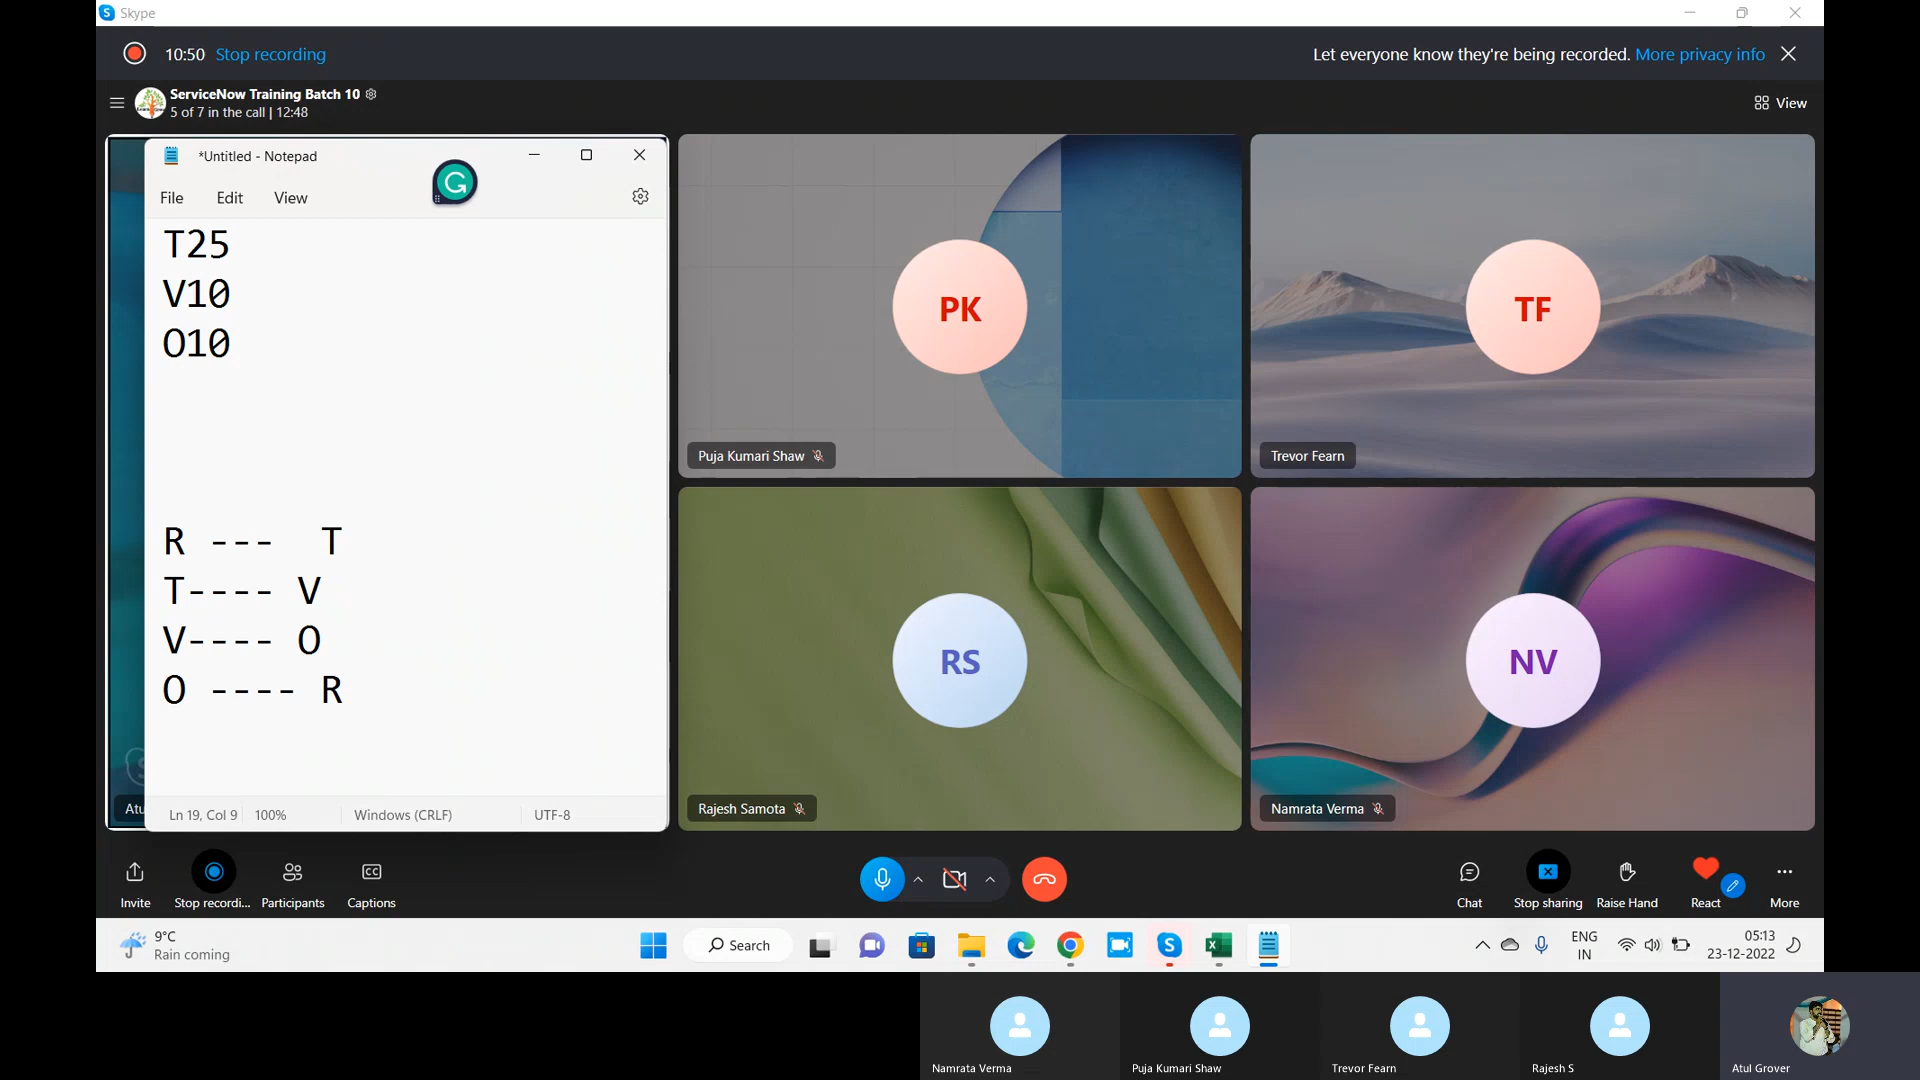 Skype
10:50 Stop recording
Let everyone know they're being recorded. More privacy info
ServiceNow Training Batch 10
5 of 7 in the call | 12:48
View
*Untitled - Notepad
File Edit View
T25
V10
O10
R --- T
T---- V
V---- O
O ---- R
Ln 19, Col 9 100% Windows (CRLF) UTF-8
Atu
PK
Puja Kumari Shaw
TF
Trevor Fearn
RS
Rajesh Samota
NV
Namrata Verma
Invite
Stop recordi...
Participants
CC
Captions
Chat
Stop sharing
Raise Hand
React
More
9°C
Rain coming
Search
ENG
IN
05:13
23-12-2022
Namrata Verma
Puja Kumari Shaw
Trevor Fearn
Rajesh S
Atul Grover